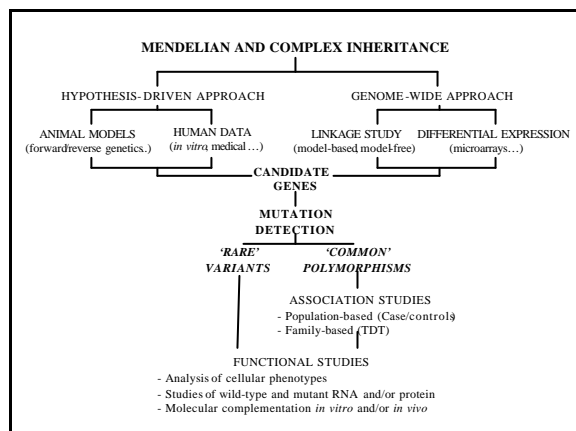 MENDELIAN AND COMPLEX INHERITANCE
HYPOTHESIS-DRIVEN APPROACH
GENOME-WIDE APPROACH
ANIMAL MODELS
(forward/reverse genetics..)
HUMAN DATA
(in vitro, medical…)
LINKAGE STUDY
(model-based, model-free)
DIFFERENTIAL EXPRESSION
(microarrays…)
CANDIDATE
GENES
MUTATION
DETECTION
‘RARE’
VARIANTS
‘COMMON’
POLYMORPHISMS
ASSOCIATION STUDIES
- Population-based (Case/controls)
- Family-based (TDT)
FUNCTIONAL STUDIES
- Analysis of cellular phenotypes
- Studies of wild-type and mutant RNA and/or protein
- Molecular complementation in vitro and/or in vivo